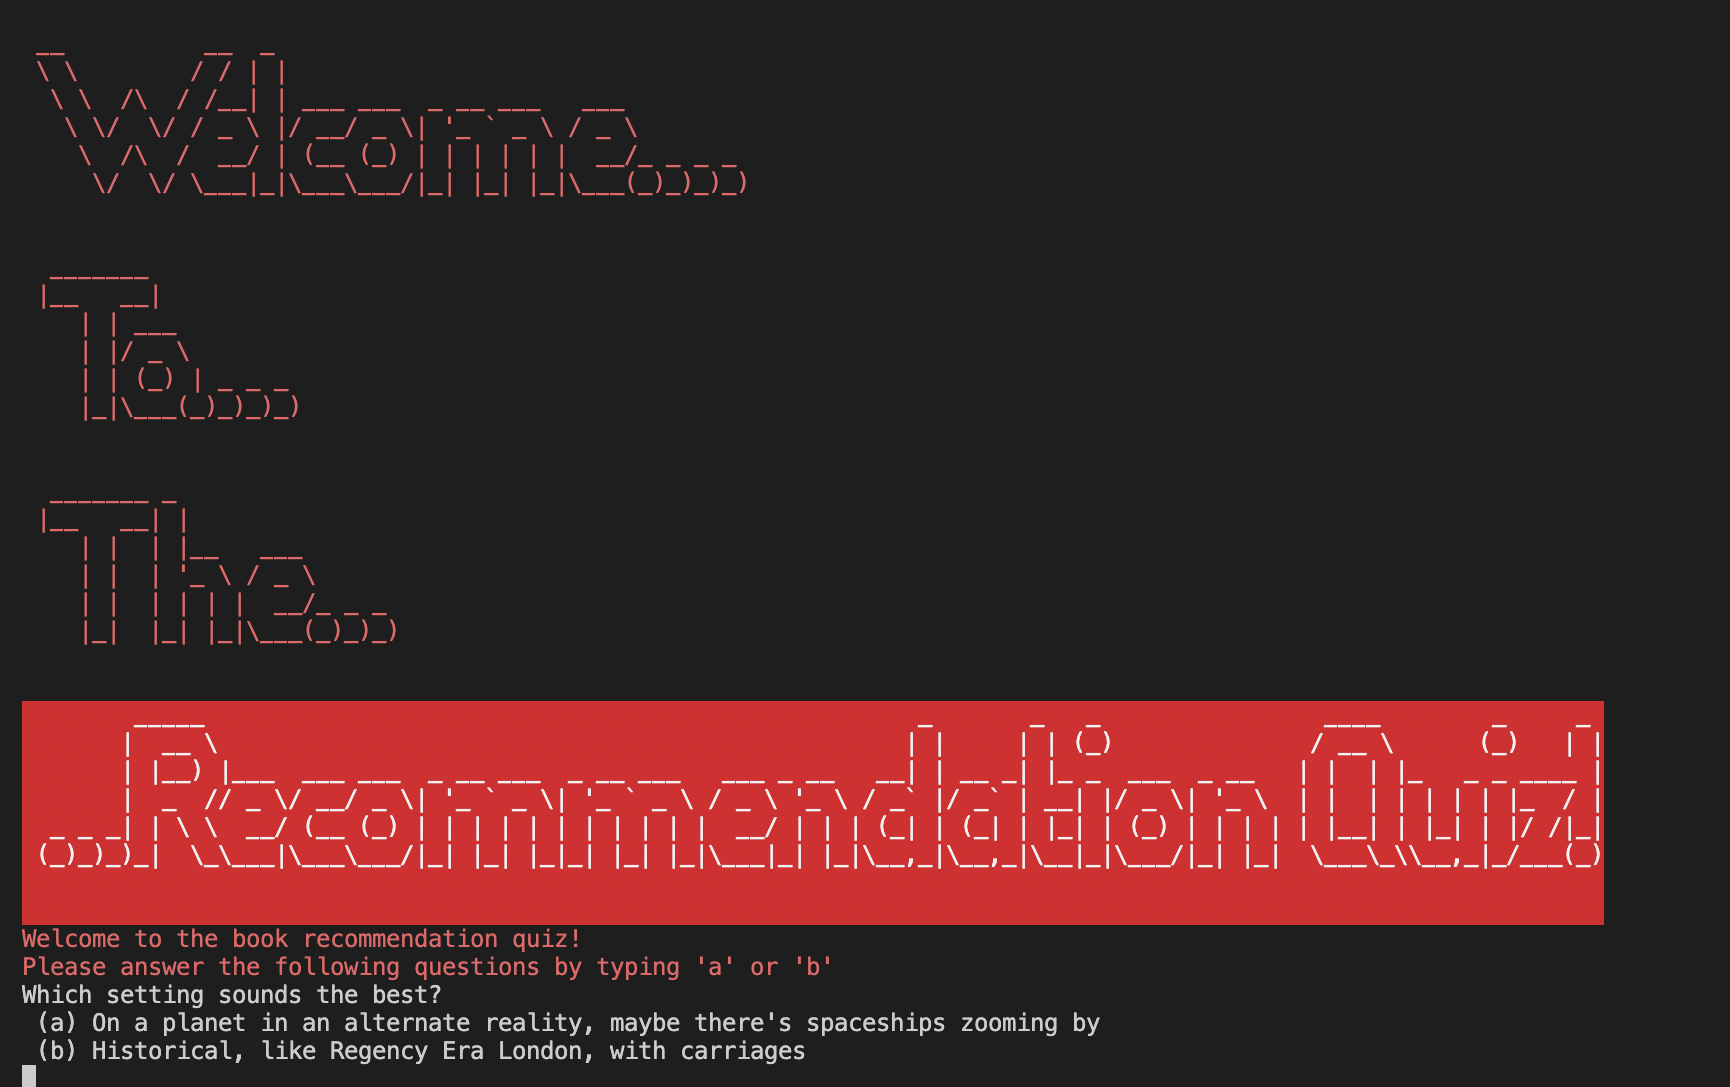 Welcome....
To....
The...
...Recommendation Quiz!
Welcome to the book recommendation quiz!
Please answer the following questions by typing 'a' or 'b'
Which setting sounds the best?
(a) On a planet in an alternate reality, maybe there's spaceships zooming by
(b) Historical, like Regency Era London, with carriages